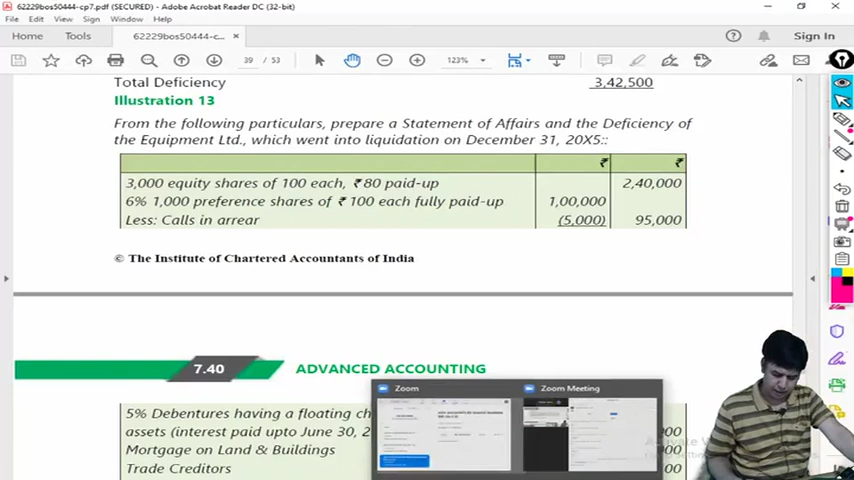 62229bos50444-cp7.pdf (SECURED) - Adobe Acrobat Reader DC (32-bit)
File Edit View Sign Window Help
Home Tools 62229bos50444-c... × Sign In
39 / 53 123%
Total Deficiency 3,42,500
Illustration 13
From the following particulars, prepare a Statement of Affairs and the Deficiency of
the Equipment Ltd., which went into liquidation on December 31, 20X5::
₹ ₹
3,000 equity shares of 100 each, ₹ 80 paid-up 2,40,000
6% 1,000 preference shares of ₹ 100 each fully paid-up 1,00,000
Less: Calls in arrear (5,000) 95,000
© The Institute of Chartered Accountants of India
7.40 ADVANCED ACCOUNTING
Zoom Zoom Meeting
5% Debentures having a floating ch
assets (interest paid upto June 30, 2
Mortgage on Land & Buildings
Trade Creditors